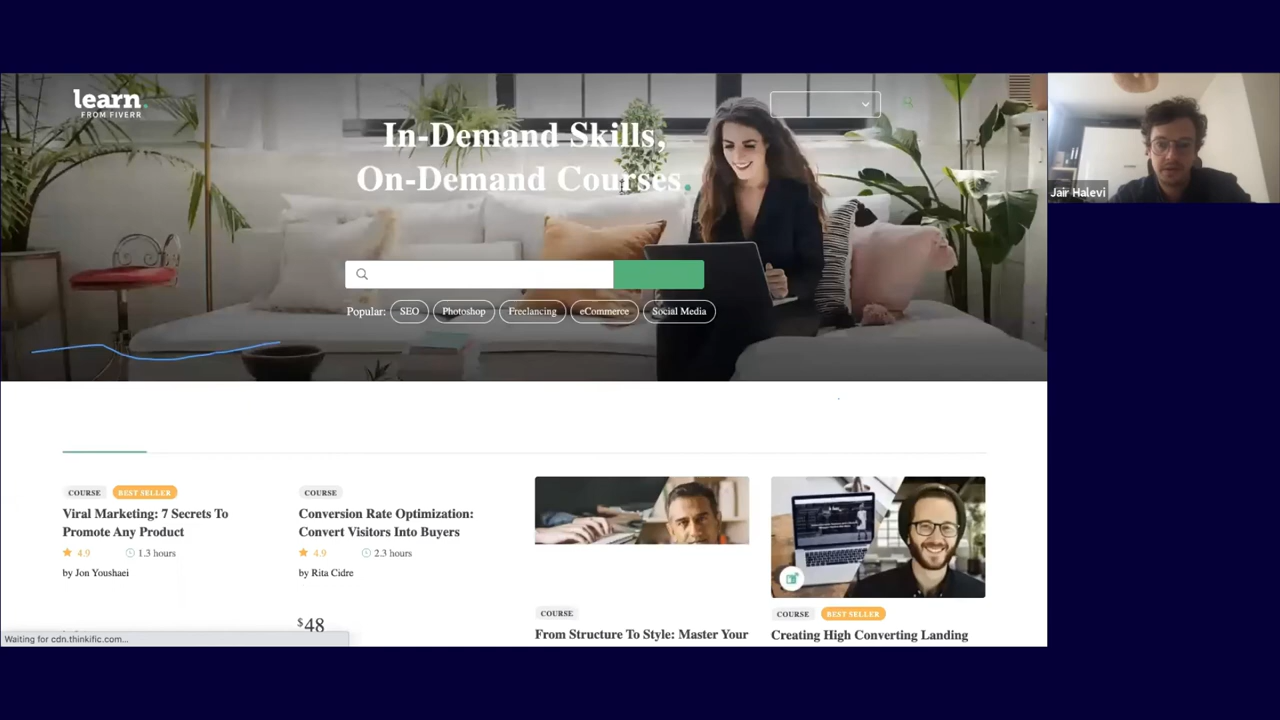 learn.
FROM FIVERR
In-Demand Skills,
On-Demand Courses.
Popular: SEO Photoshop Freelancing eCommerce Social Media
Jair Halevi
COURSE BEST SELLER
Viral Marketing: 7 Secrets To
Promote Any Product
4.9 1.3 hours
by Jon Youshaei
COURSE
Conversion Rate Optimization:
Convert Visitors Into Buyers
4.9 2.3 hours
by Rita Cidre
$48
COURSE
From Structure To Style: Master Your
COURSE BEST SELLER
Creating High Converting Landing
Waiting for cdn.thinkific.com...